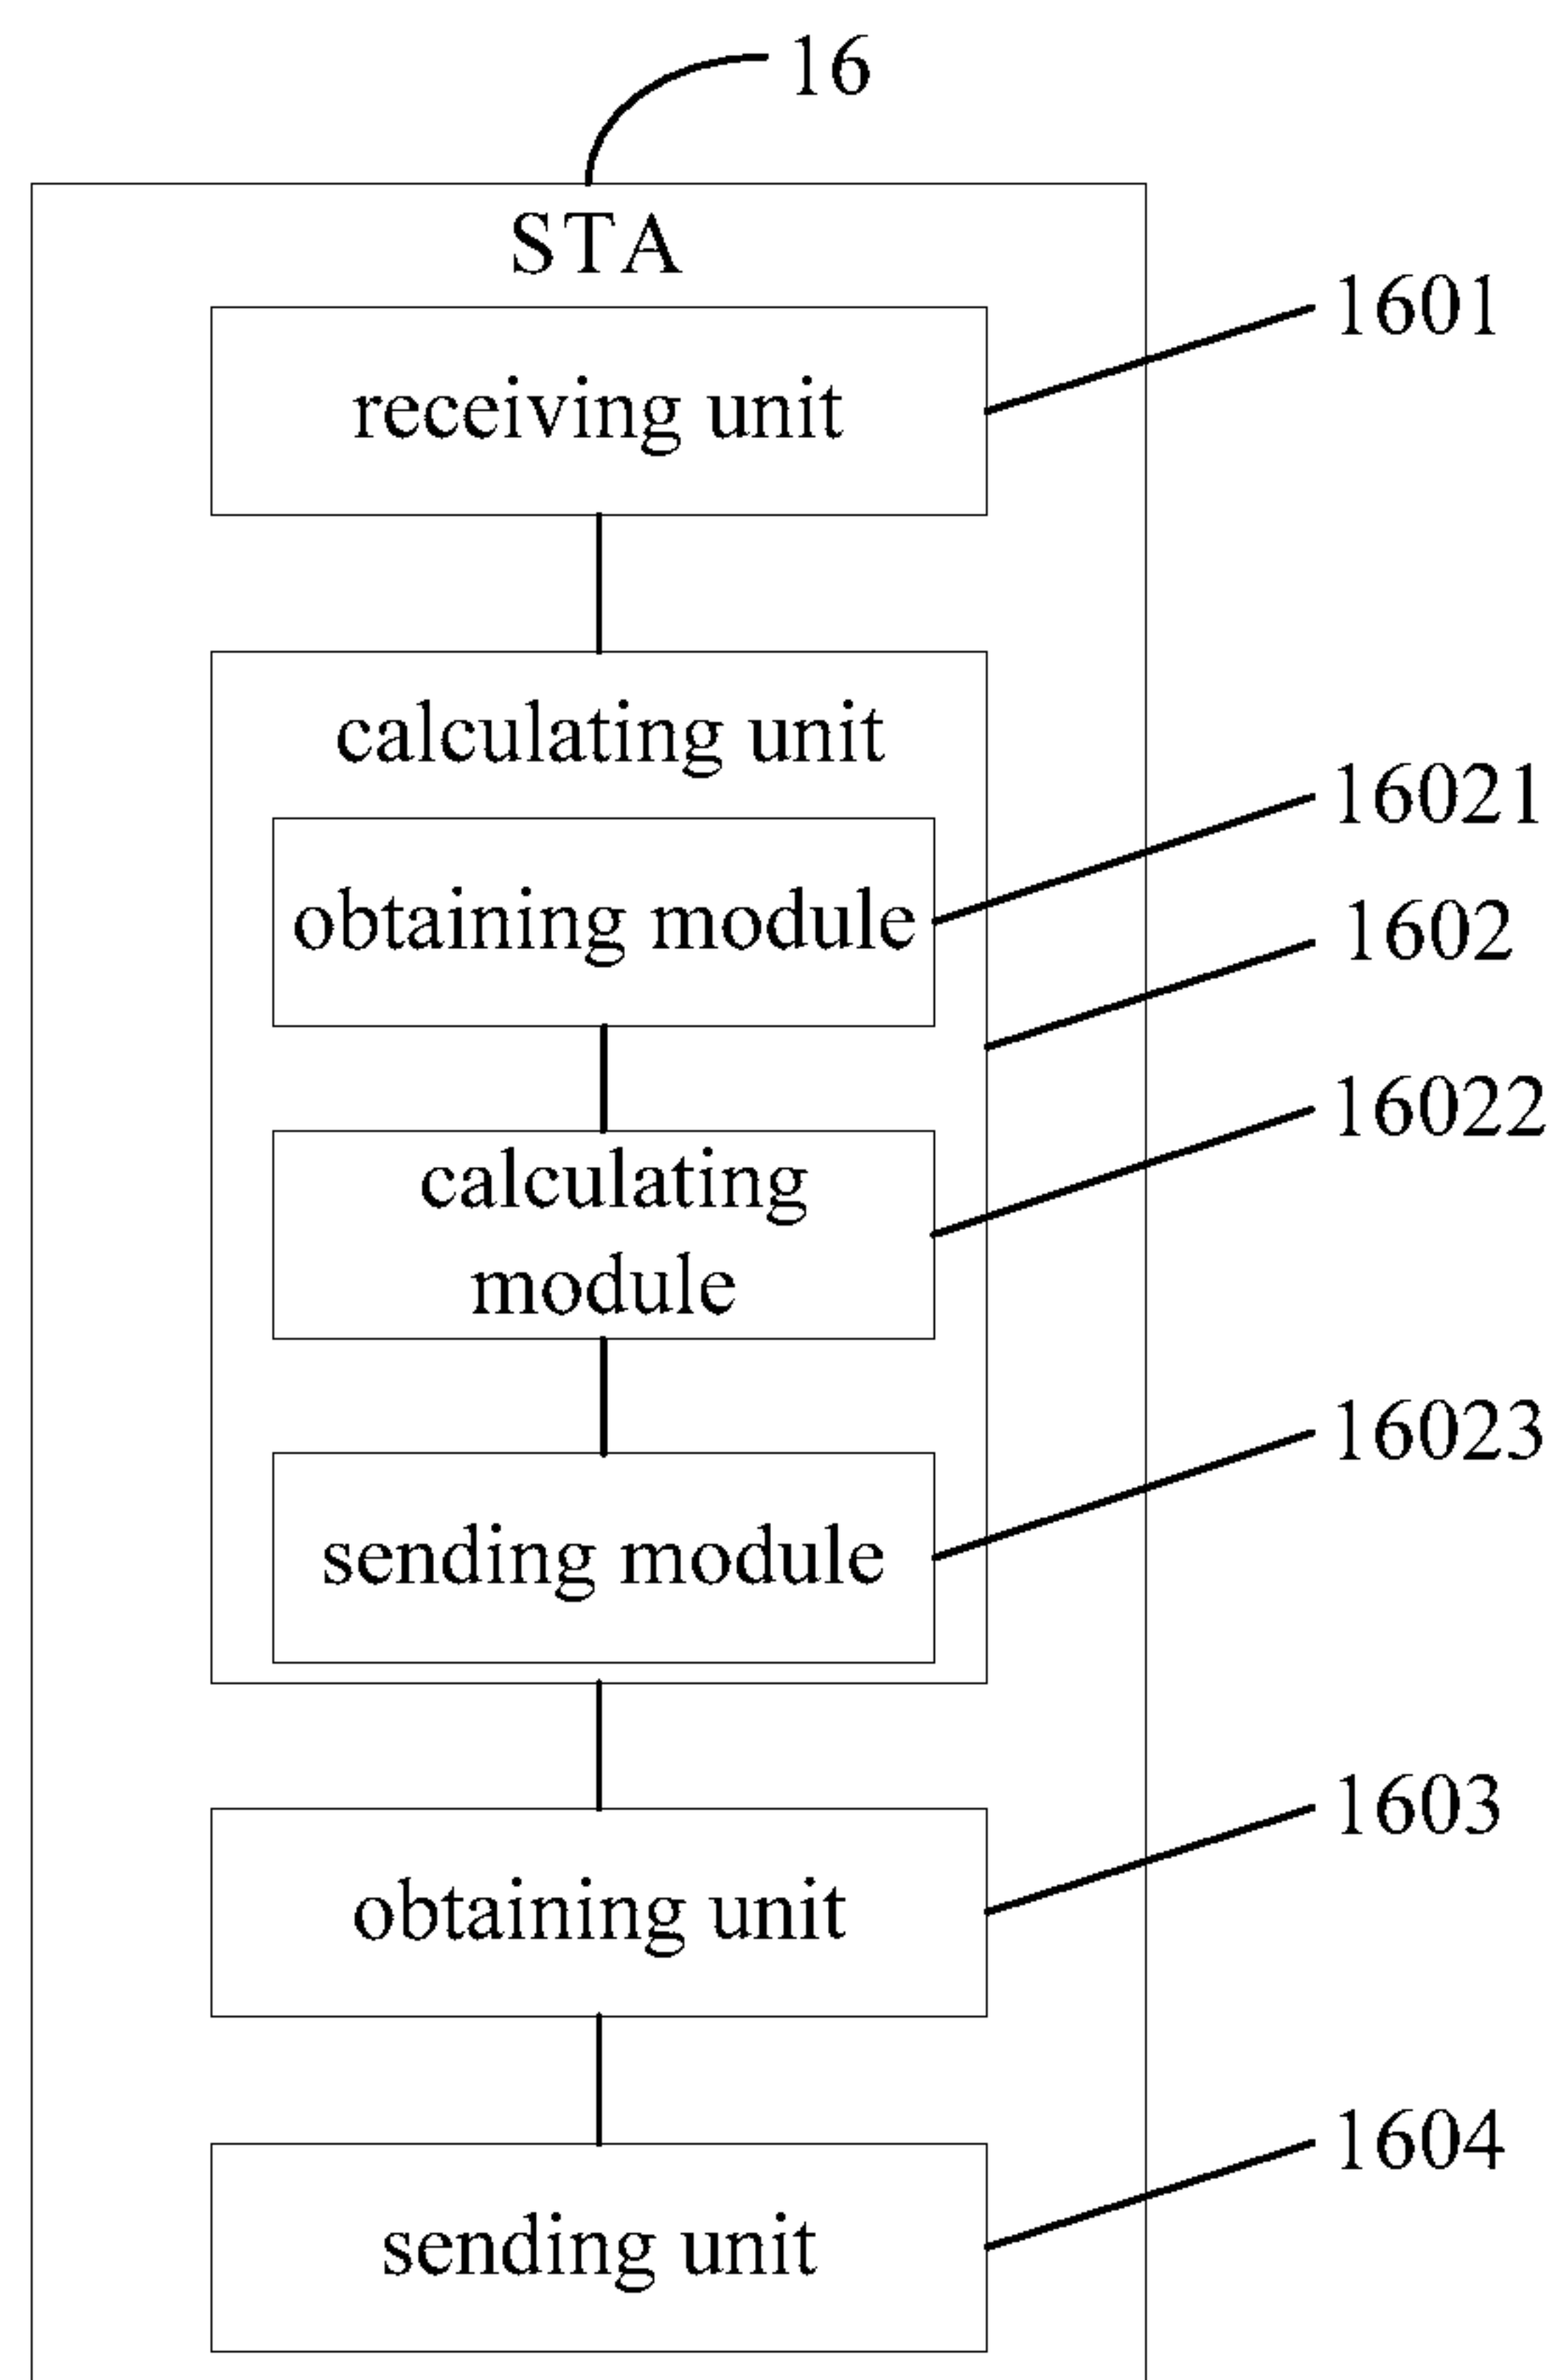 16
STA
1601
receiving unit
calculating unit
16021
obtaining module
1602
16022
calculating
module
16023
sending module
1603
obtaining unit
1604
sending unit